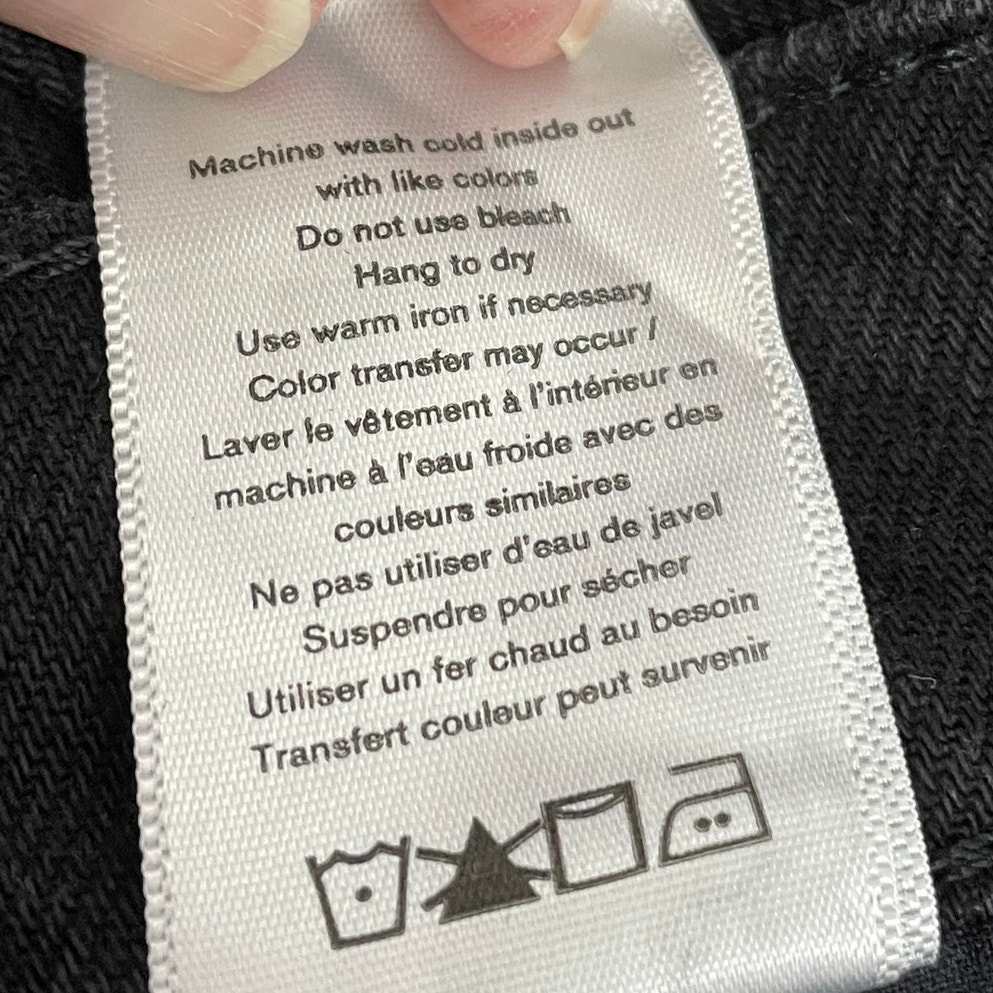 Machine wash cold inside out
with like colors
Do not use bleach
Hang to dry
Use warm iron if necessary
Color transfer may occur /
Laver le vêtement à l'intérieur en
machine à l'eau froide avec des
couleurs similaires
Ne pas utiliser d'eau de javel
Suspendre pour sécher
Utiliser un fer chaud au besoin
Transfert couleur peut survenir